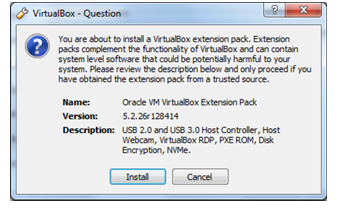 VirtualBox - Question
You are about to install a VirtualBox extension pack. Extension
packs complement the functionality of VirtualBox and can contain
system level software that could be potentially harmful to your
system. Please review the description below and only proceed if you
have obtained the extension pack from a trusted source.
Name: Oracle VM VirtualBox Extension Pack
Version: 5.2.26r128414
Description: USB 2.0 and USB 3.0 Host Controller, Host
Webcam, VirtualBox RDP, PXE ROM, Disk
Encryption, NVMe.
Install Cancel